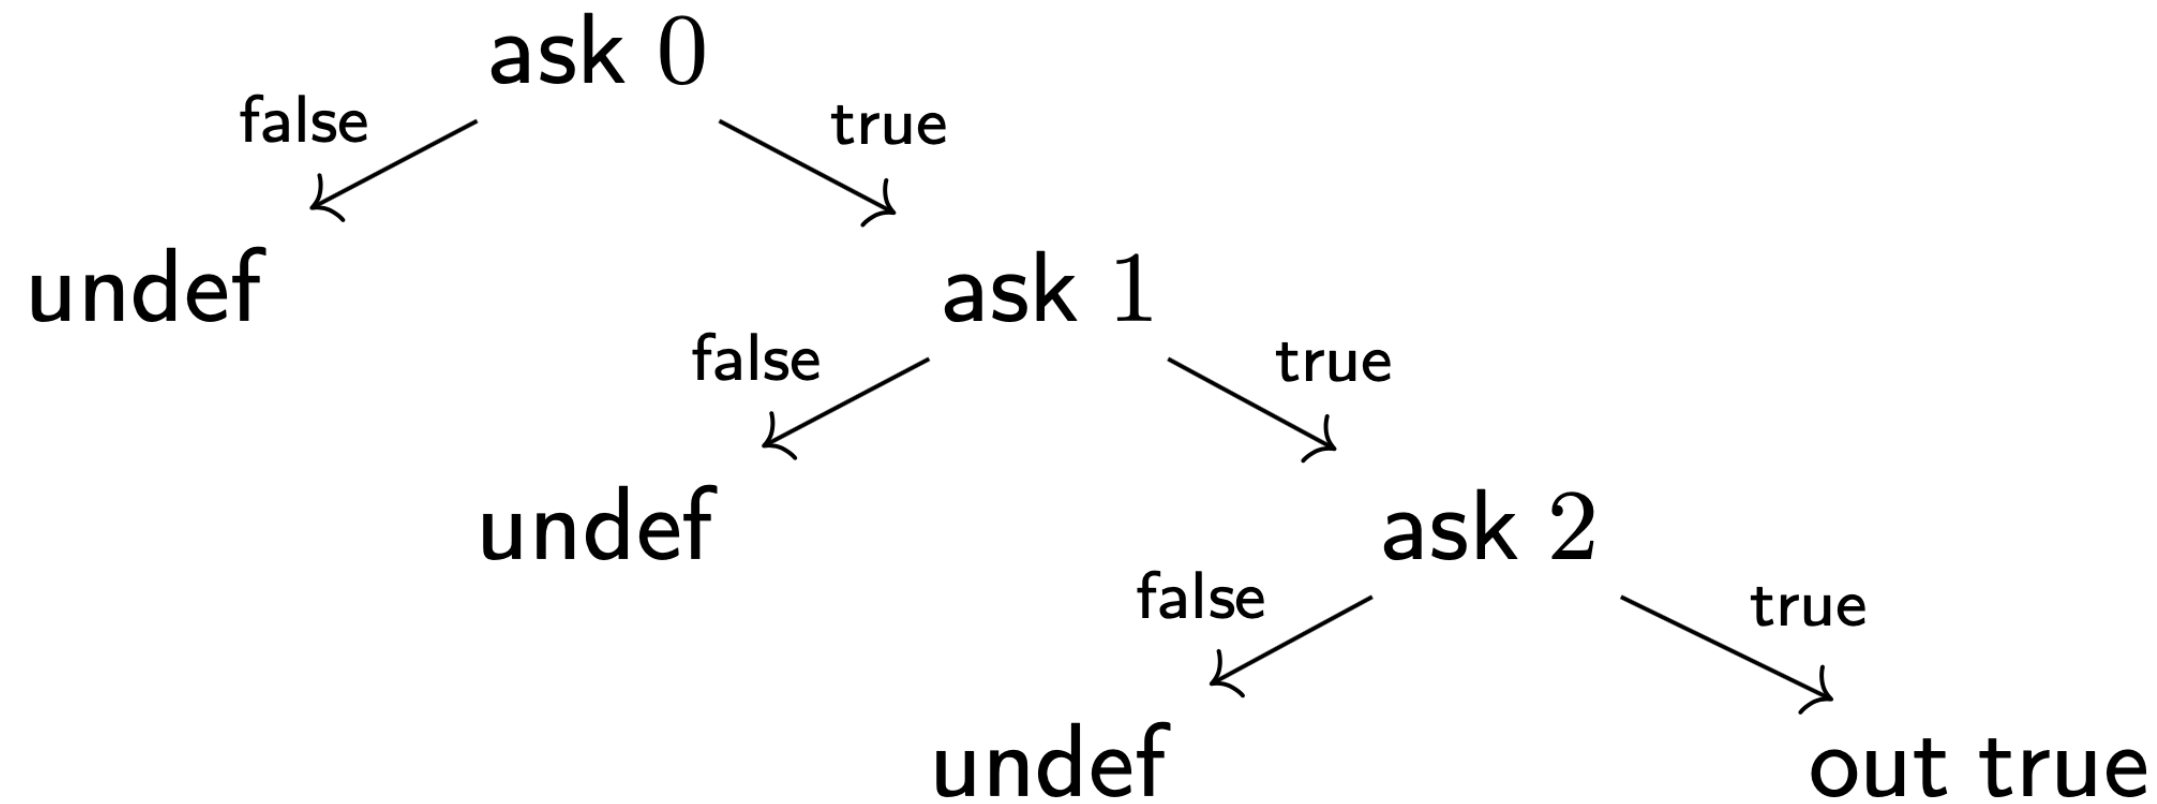 ask 0
false true
undef ask 1
false true
undef ask 2
false true
undef out true